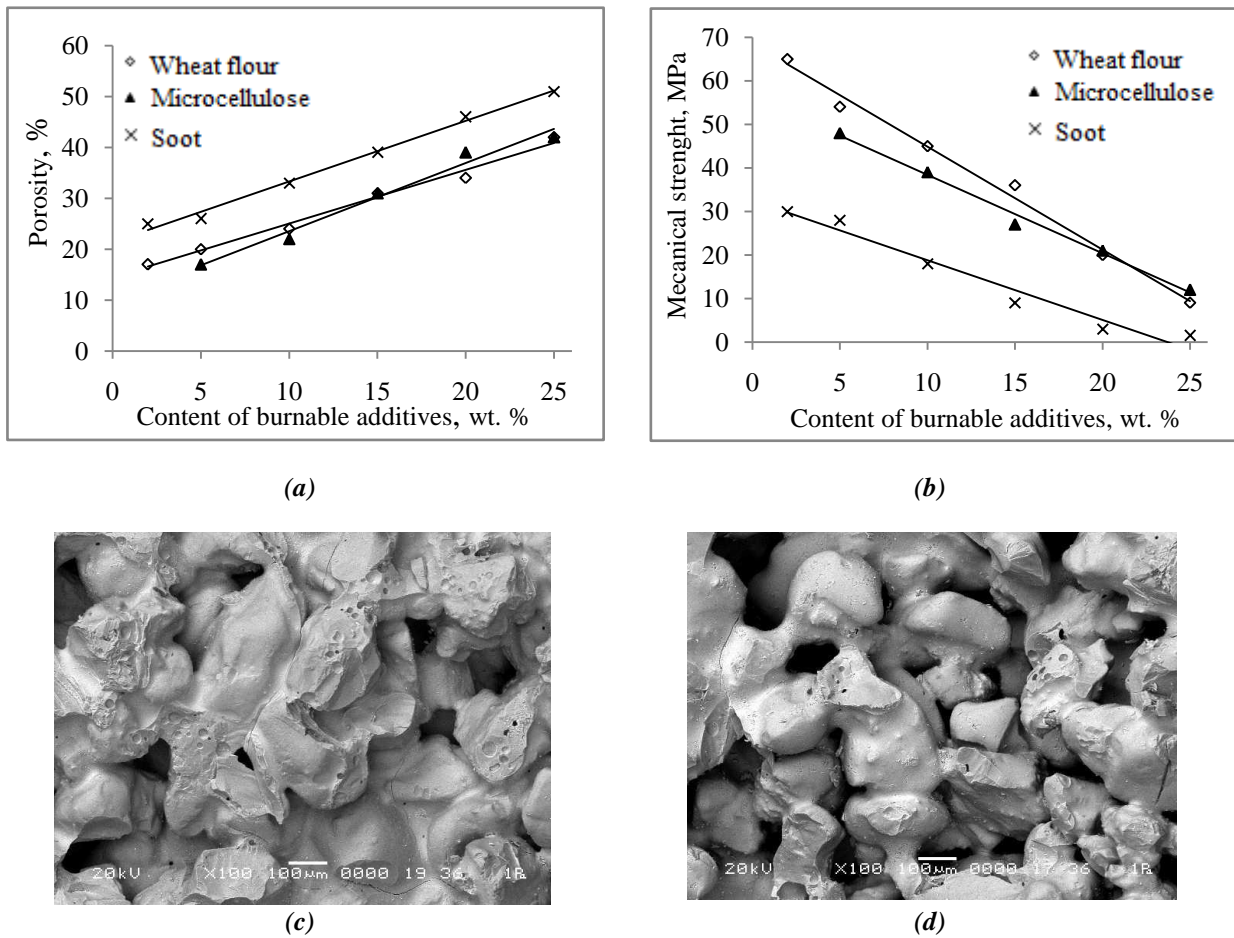 60
50
40
30
20
10
0
Porosity, %
Wheat flour
Microcellulose
Soot
0 5 10 15 20 25
Content of burnable additives, wt. %
(a)
70
60
50
40
30
20
10
0
Mecanical strenght, MPa
Wheat flour
Microcellulose
Soot
0 5 10 15 20 25
Content of burnable additives, wt. %
(b)
20kV X100 100μm 0000 19 36 1R
(c)
20kV X100 100μm 0000 17 36 1R
(d)